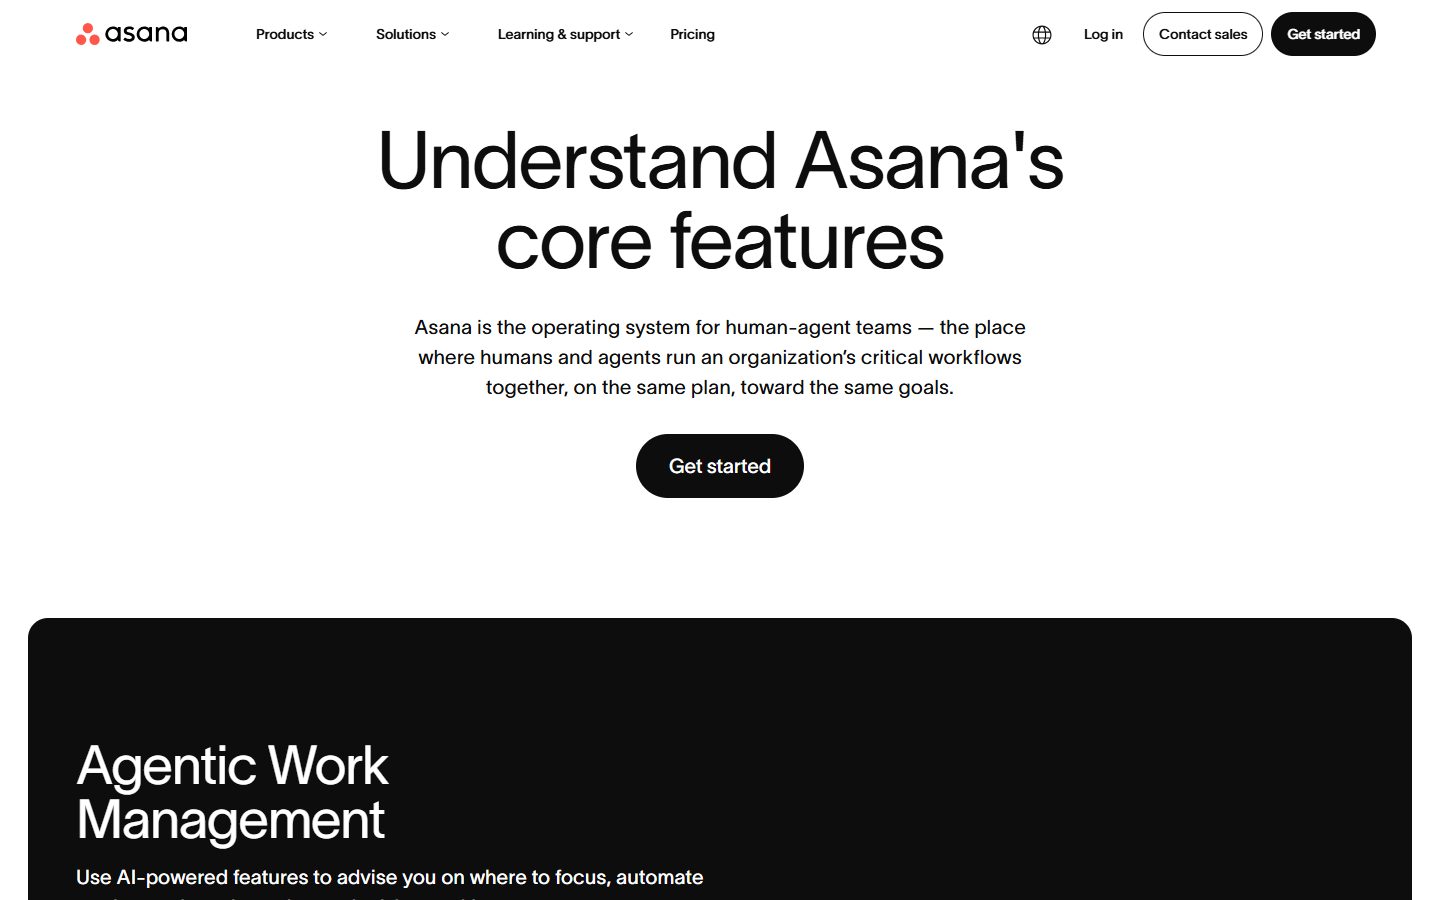 asana
Products
Solutions
Learning & support
Pricing
Log in
Contact sales
Get started
Understand Asana's
core features
Asana is the operating system for human-agent teams — the place
where humans and agents run an organization’s critical workflows
together, on the same plan, toward the same goals.
Get started
Agentic Work
Management
Use AI-powered features to advise you on where to focus, automate